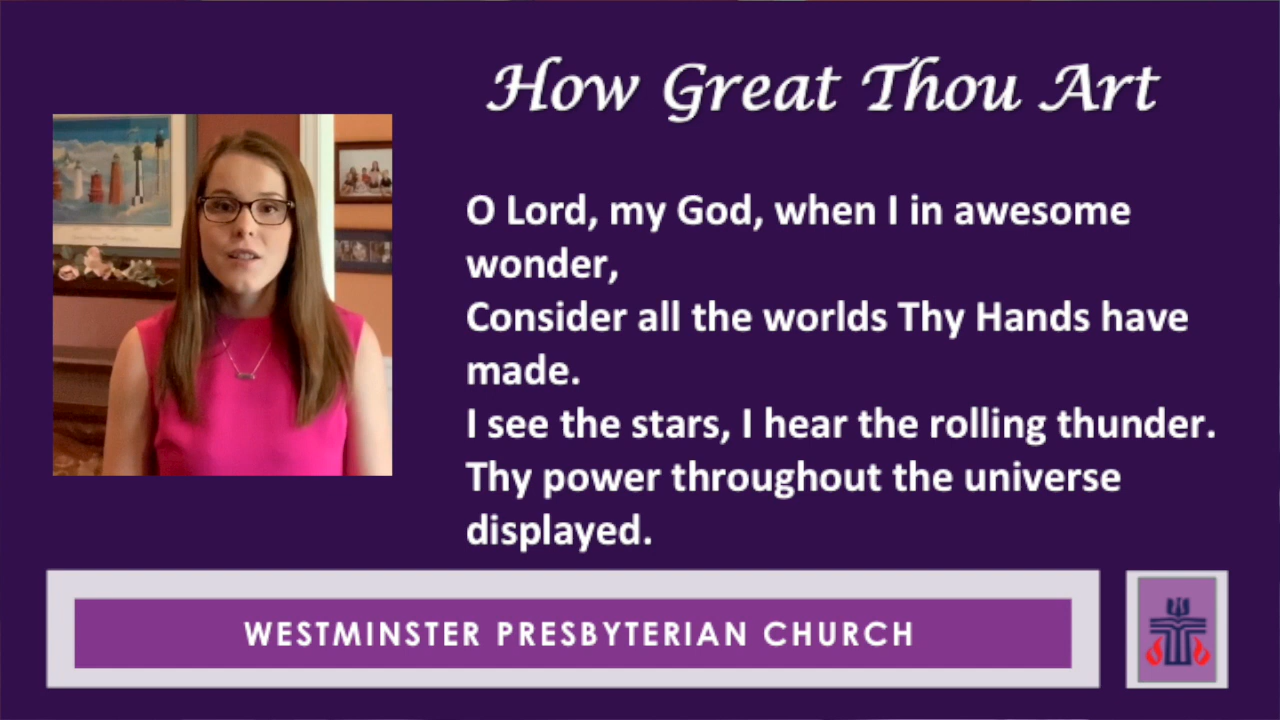 How Great Thou Art
O Lord, my God, when I in awesome
wonder,
Consider all the worlds Thy Hands have
made.
I see the stars, I hear the rolling thunder.
Thy power throughout the universe
displayed.
WESTMINSTER PRESBYTERIAN CHURCH